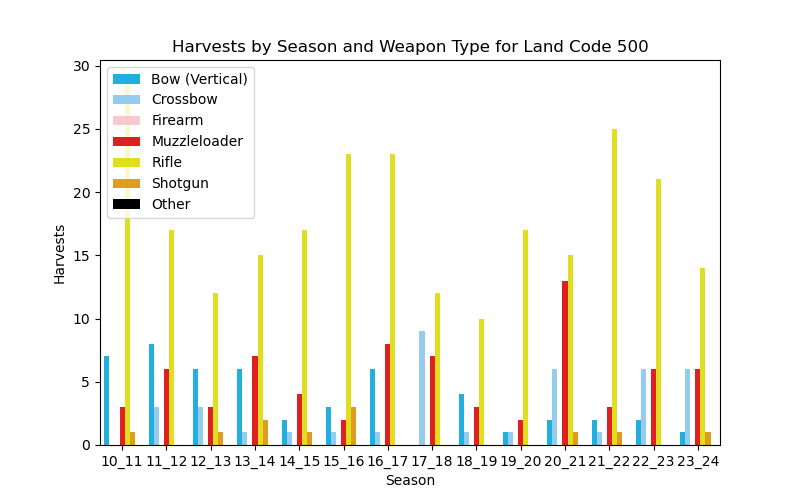 Harvests by Season and Weapon Type for Land Code 500
30
25
20
15
10
5
0
Harvests
Bow (Vertical)
Crossbow
Firearm
Muzzleloader
Rifle
Shotgun
Other
10_11 11_12 12_13 13_14 14_15 15_16 16_17 17_18 18_19 19_20 20_21 21_22 22_23 23_24
Season